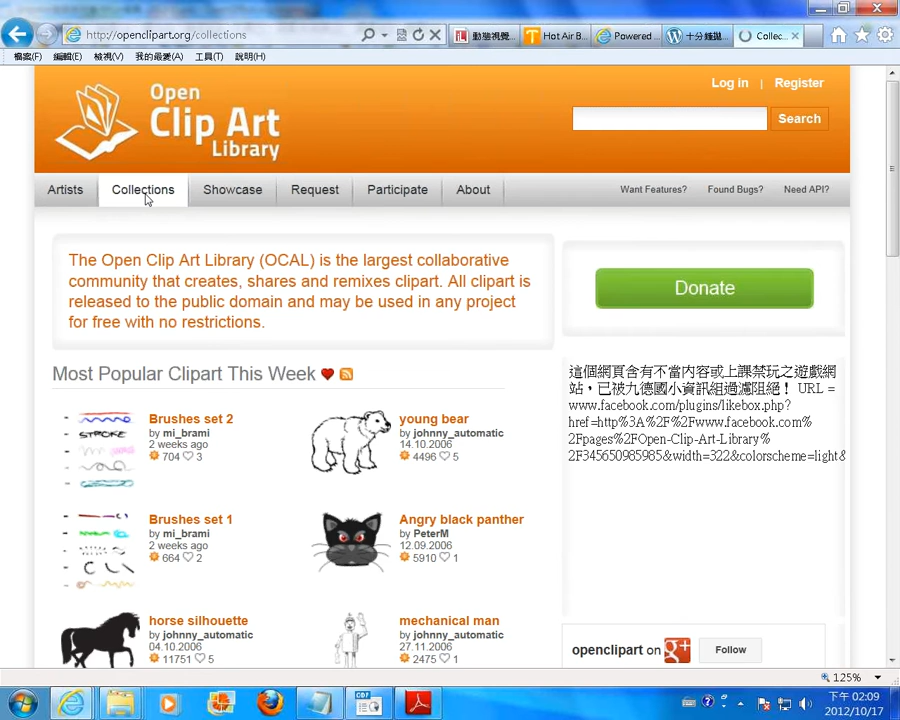 http://openclipart.org/collections
動態視覺...
Hot Air B...
Powered ...
十分鐘拋...
Collec...
檔案(F) 編輯(E) 檢視(V) 我的最愛(A) 工具(T) 說明(H)
Open
Clip Art
Library
Log in | Register
Search
Artists
Collections
Showcase
Request
Participate
About
Want Features?
Found Bugs?
Need API?
The Open Clip Art Library (OCAL) is the largest collaborative
community that creates, shares and remixes clipart. All clipart is
released to the public domain and may be used in any project
for free with no restrictions.
Donate
這個網頁含有不當內容或上課禁玩之遊戲網
站，已被九德國小資訊組過濾阻絕！ URL =
www.facebook.com/plugins/likebox.php?
href=http%3A%2F%2Fwww.facebook.com%
2Fpages%2FOpen-Clip-Art-Library%
2F345650985985&width=322&colorscheme=light&
Most Popular Clipart This Week
STROKE
Brushes set 2
by mi_brami
2 weeks ago
704 3
young bear
by johnny_automatic
14.10.2006
4496 5
Brushes set 1
by mi_brami
2 weeks ago
664 2
Angry black panther
by PeterM
12.09.2006
5910 1
horse silhouette
by johnny_automatic
04.10.2006
11751 5
mechanical man
by johnny_automatic
27.11.2006
2475 1
openclipart on g+
Follow
125%
CDF
下午 02:09
2012/10/17